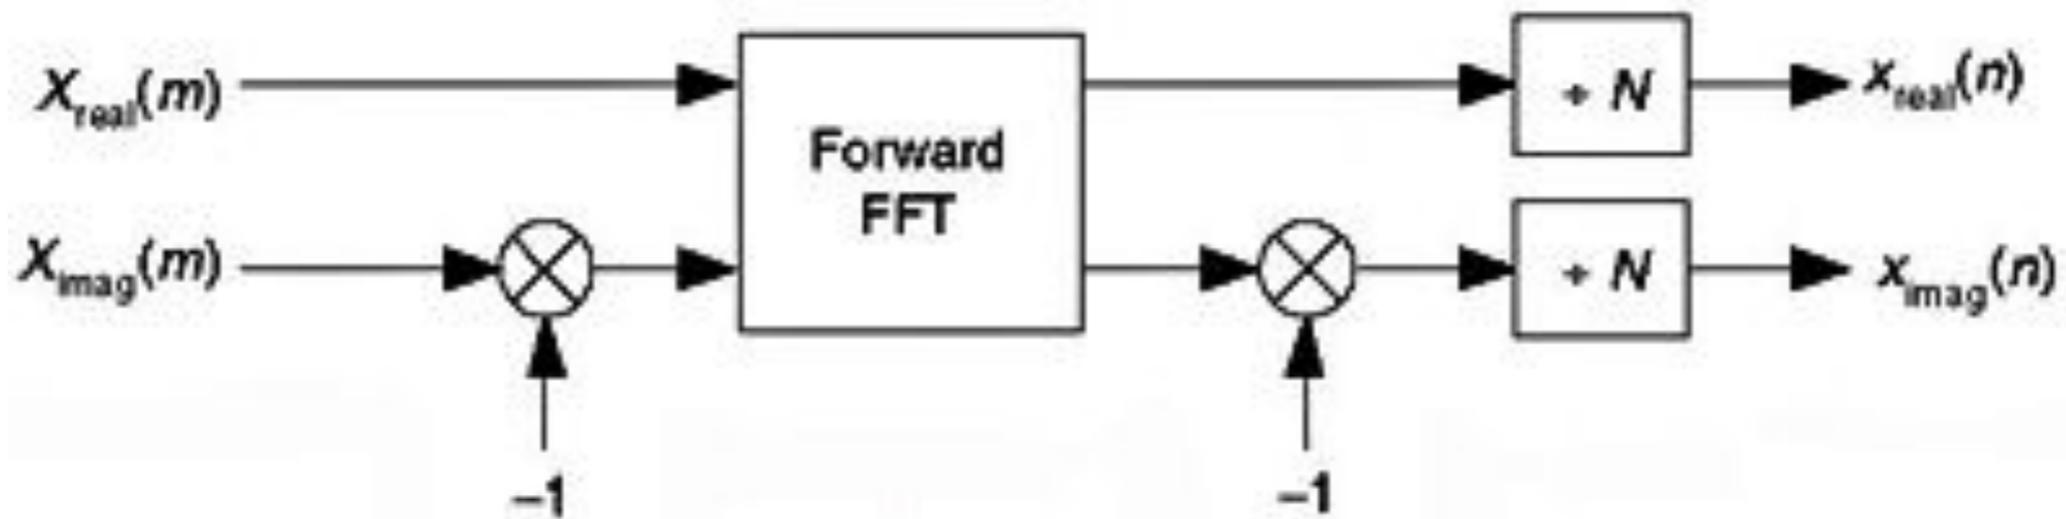 Xreal(m)
Forward
FFT
÷ N
xreal(n)
Ximag(m)
÷ N
ximag(n)
–1
–1